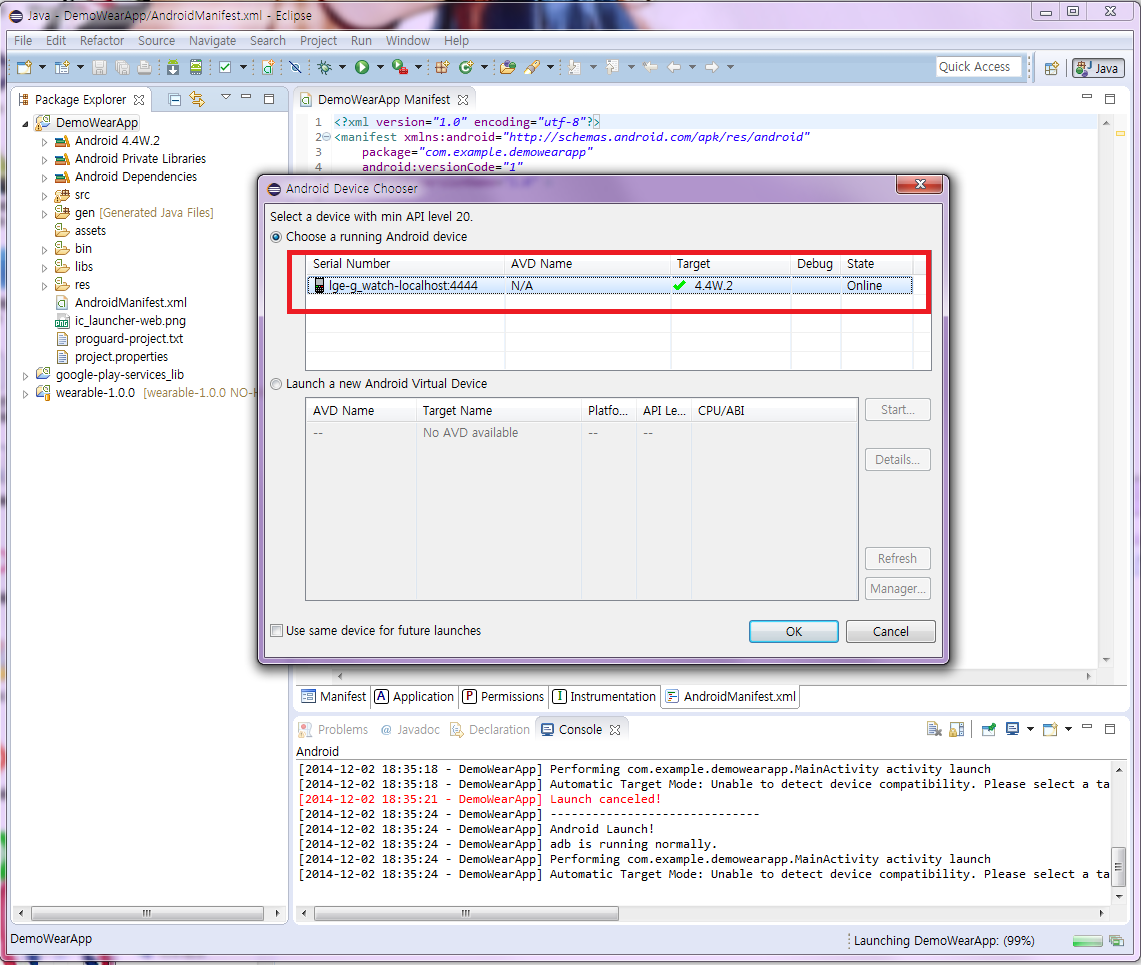 Java - DemoWearApp/AndroidManifest.xml - Eclipse
File Edit Refactor Source Navigate Search Project Run Window Help
Quick Access
Java
Package Explorer
DemoWearApp
Android 4.4W.2
Android Private Libraries
Android Dependencies
src
gen [Generated Java Files]
assets
bin
libs
res
AndroidManifest.xml
ic_launcher-web.png
proguard-project.txt
project.properties
google-play-services_lib
wearable-1.0.0 [wearable-1.0.0 NO-
DemoWearApp Manifest
1 <?xml version="1.0" encoding="utf-8"?>
2 <manifest xmlns:android="http://schemas.android.com/apk/res/android"
3 package="com.example.demowearapp"
4 android:versionCode="1"
Android Device Chooser
Select a device with min API level 20.
Choose a running Android device
Serial Number AVD Name Target Debug State
lge-g_watch-localhost:4444 N/A 4.4W.2 Online
Launch a new Android Virtual Device
AVD Name Target Name Platfo... API Le... CPU/ABI
-- No AVD available -- --
Start...
Details...
Refresh
Manager...
Use same device for future launches
OK Cancel
Manifest A Application P Permissions I Instrumentation AndroidManifest.xml
Problems @ Javadoc Declaration Console
Android
[2014-12-02 18:35:18 - DemoWearApp] Performing com.example.demowearapp.MainActivity activity launch
[2014-12-02 18:35:18 - DemoWearApp] Automatic Target Mode: Unable to detect device compatibility. Please select a ta
[2014-12-02 18:35:21 - DemoWearApp] Launch canceled!
[2014-12-02 18:35:24 - DemoWearApp] ------------------------------
[2014-12-02 18:35:24 - DemoWearApp] Android Launch!
[2014-12-02 18:35:24 - DemoWearApp] adb is running normally.
[2014-12-02 18:35:24 - DemoWearApp] Performing com.example.demowearapp.MainActivity activity launch
[2014-12-02 18:35:24 - DemoWearApp] Automatic Target Mode: Unable to detect device compatibility. Please select a ta
DemoWearApp
Launching DemoWearApp: (99%)